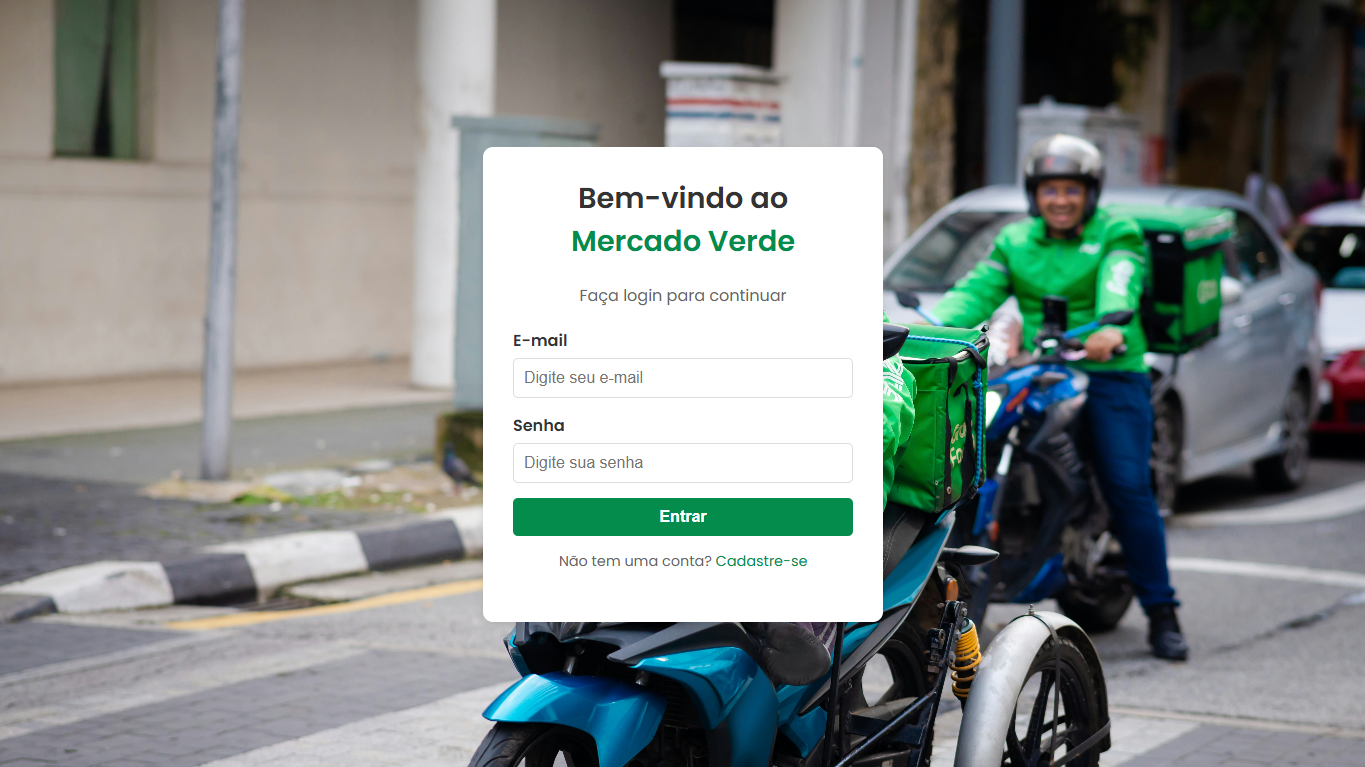 Bem-vindo ao
Mercado Verde
Faça login para continuar
E-mail
Digite seu e-mail
Senha
Digite sua senha
Entrar
Não tem uma conta? Cadastre-se